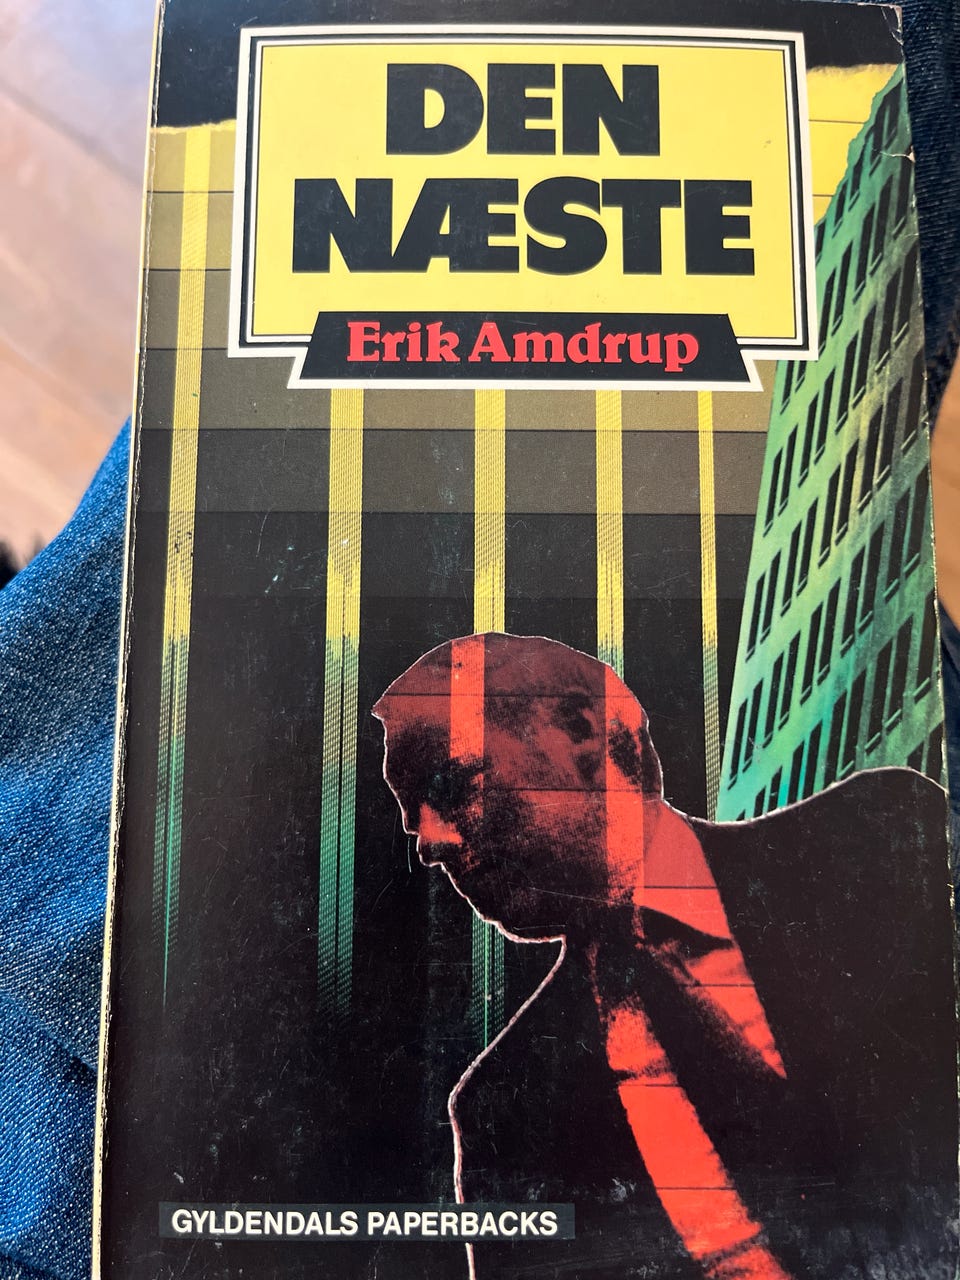 DEN
NÆSTE
Erik Amdrup
GYLDENDALS PAPERBACKS